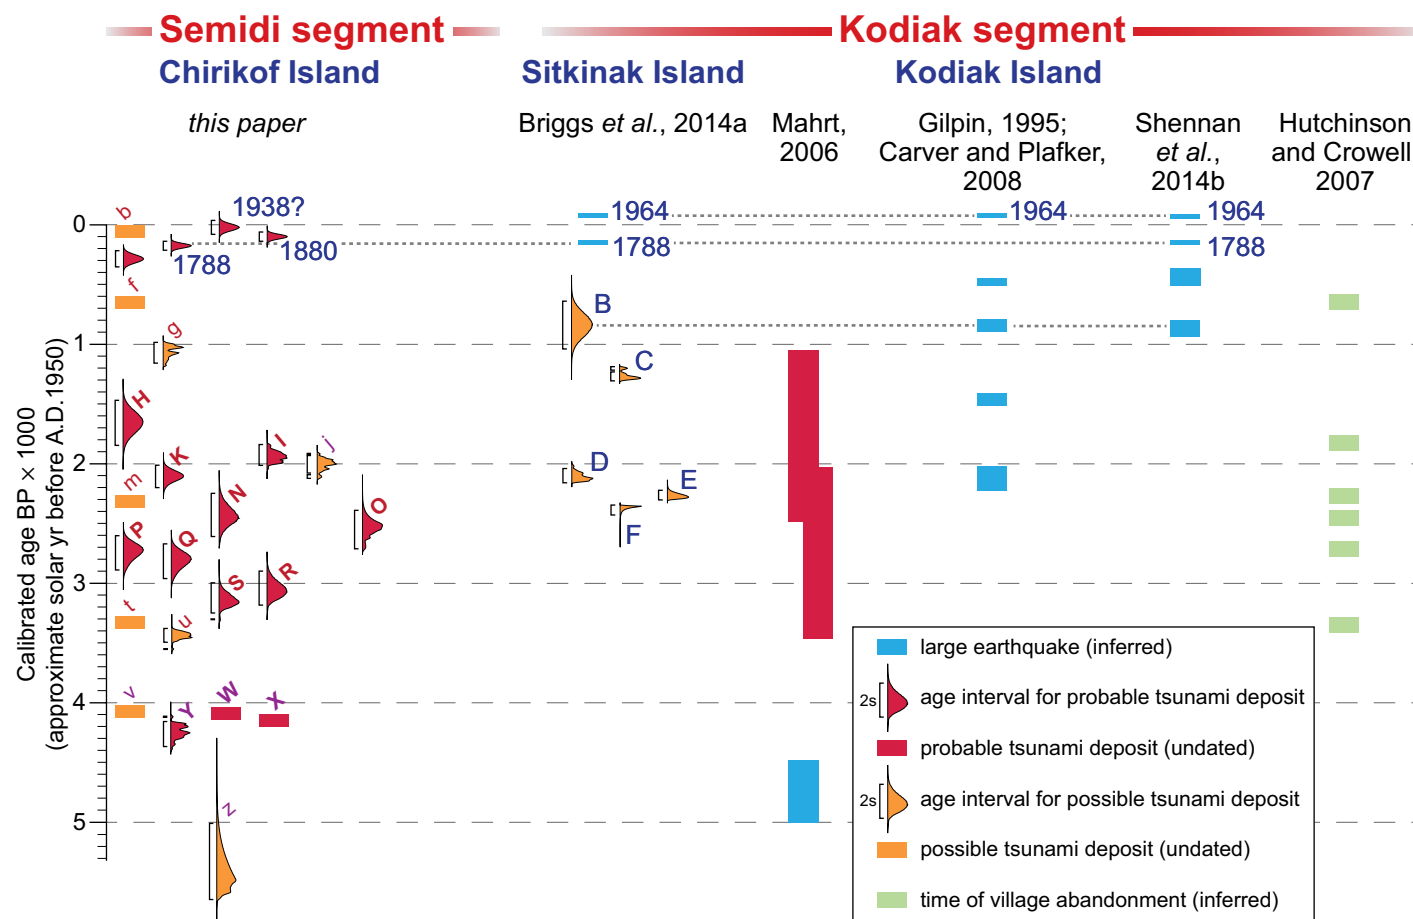 Semidi segment
Kodiak segment
Chirikof Island
Sitkinak Island
Kodiak Island
this paper
Briggs et al., 2014a
Mahrt,
2006
Gilpin, 1995;
Carver and Plafker,
2008
Shennan
et al.,
2014b
Hutchinson
and Crowell
2007
Calibrated age BP × 1000
(approximate solar yr before A.D.1950)
0
1
2
3
4
5
b
1938?
1788
1880
f
g
H
I
j
K
m
N
O
P
Q
R
S
t
u
v
W
X
Y
z
1964
1788
B
C
D
E
F
1964
1964
1788
large earthquake (inferred)
2s
age interval for probable tsunami deposit
probable tsunami deposit (undated)
2s
age interval for possible tsunami deposit
possible tsunami deposit (undated)
time of village abandonment (inferred)